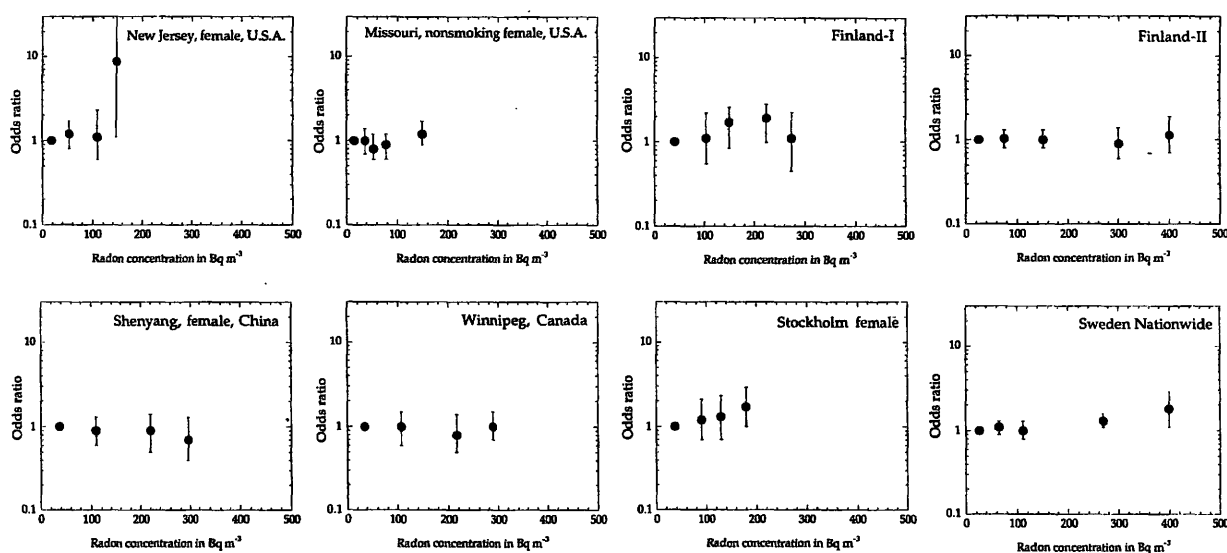 New Jersey, female, U.S.A.
Odds ratio
10
1
0.1
0 100 200 300 400 500
Radon concentration in Bq m⁻³
Missouri, nonsmoking female, U.S.A.
Odds ratio
10
1
0.1
0 100 200 300 400 500
Radon concentration in Bq m⁻³
Finland-I
Odds ratio
10
1
0.1
0 100 200 300 400 500
Radon concentration in Bq m⁻³
Finland-II
Odds ratio
10
1
0.1
0 100 200 300 400 500
Radon concentration in Bq m⁻³
Shenyang, female, China
Odds ratio
10
1
0.1
0 100 200 300 400 500
Radon concentration in Bq m⁻³
Winnipeg, Canada
Odds ratio
10
1
0.1
0 100 200 300 400 500
Radon concentration in Bq m⁻³
Stockholm female
Odds ratio
10
1
0.1
0 100 200 300 400 500
Radon concentration in Bq m⁻³
Sweden Nationwide
Odds ratio
10
1
0.1
0 100 200 300 400 500
Radon concentration in Bq m⁻³